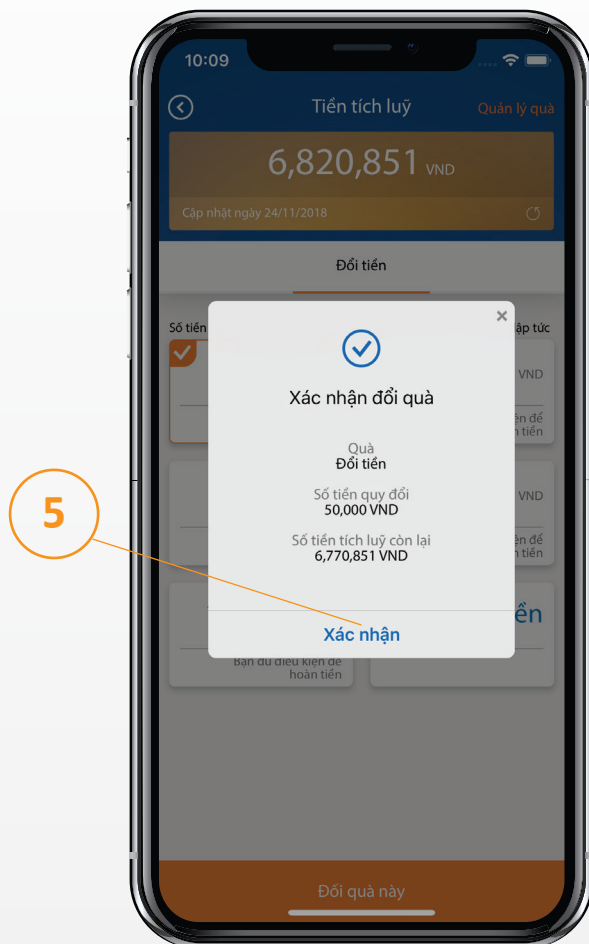 10:09
Tiền tích luỹ
Quản lý quà
6,820,851 VND
Cập nhật ngày 24/11/2018
Đổi tiền
Số tiền
ập tức
VND
Xác nhận đổi quà
ện để
tiền
Quà
Đổi tiền
Số tiền quy đổi
50,000 VND
VND
Số tiền tích luỹ còn lại
6,770,851 VND
ện để
tiền
5
ền
Xác nhận
Bạn đủ điều kiện để
hoàn tiền
Đổi quà này